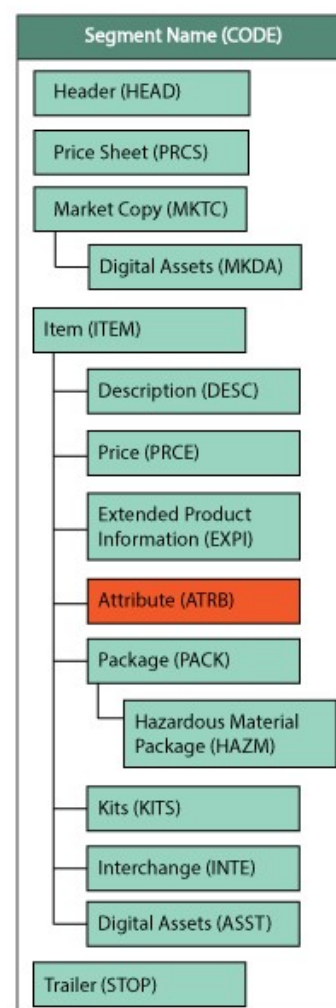 Segment Name (CODE)
Header (HEAD)
Price Sheet (PRCS)
Market Copy (MKTC)
Digital Assets (MKDA)
Item (ITEM)
Description (DESC)
Price (PRCE)
Extended Product
Information (EXPI)
Attribute (ATRB)
Package (PACK)
Hazardous Material
Package (HAZM)
Kits (KITS)
Interchange (INTE)
Digital Assets (ASST)
Trailer (STOP)